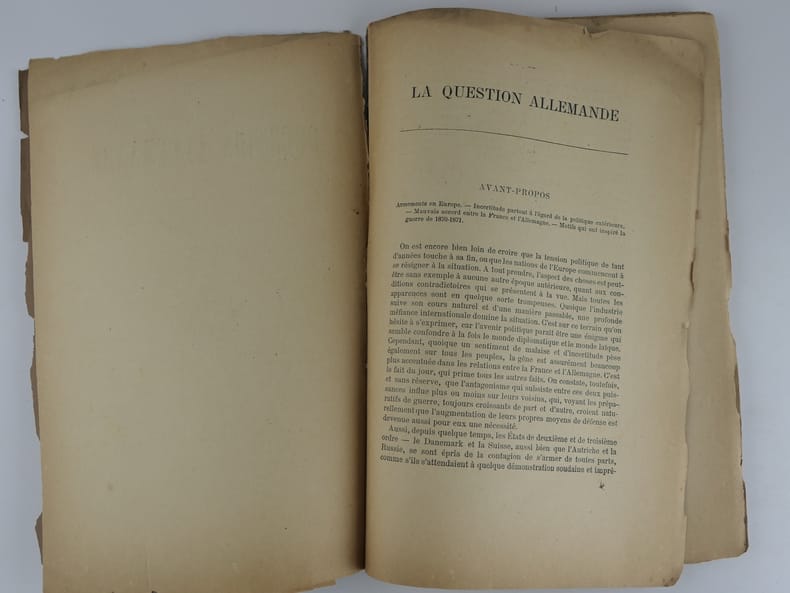 LA QUESTION ALLEMANDE
AVANT-PROPOS
Armements en Europe. — Incertitude partout à l'égard de la politique extérieure.
— Mauvais accord entre la France et l'Allemagne. — Motifs qui ont inspiré la
guerre de 1870-1871.
On est encore bien loin de croire que la tension politique de tant
d'années touche à sa fin, ou que les nations de l'Europe commencent à
se résigner à la situation. A tout prendre, l'aspect des choses est peut-
être sans exemple à aucune autre époque antérieure, quant aux con-
ditions contradictoires qui se présentent à la vue. Mais toutes les
apparences sont en quelque sorte trompeuses. Quoique l'industrie
suive son cours naturel et d'une manière passable, une profonde
méfiance internationale domine la situation. C'est sur ce terrain qu'on
hésite à s'exprimer, car l'avenir politique paraît être une énigme qui
semble confondre à la fois le monde diplomatique et le monde laïque.
Cependant, quoique un sentiment de malaise et d'incertitude pèse
également sur tous les peuples, la gêne est assurément beaucoup
plus accentuée dans les relations entre la France et l'Allemagne. C'est
le fait du jour, qui prime tous les autres faits. On constate, toutefois,
et sans réserve, que l'antagonisme qui subsiste entre ces deux puis-
sances influe plus ou moins sur leurs voisins, qui, voyant les prépa-
ratifs de guerre, toujours croissants de part et d'autre, croient natu-
rellement que l'augmentation de leurs propres moyens de défense est
devenue aussi pour eux une nécessité.
Aussi, depuis quelque temps, les États de deuxième et de troisième
ordre — le Danemark et la Suisse, aussi bien que l'Autriche et la
Russie, se sont épris de la contagion de s'armer de toutes parts,
comme s'ils s'attendaient à quelque démonstration soudaine et impré-